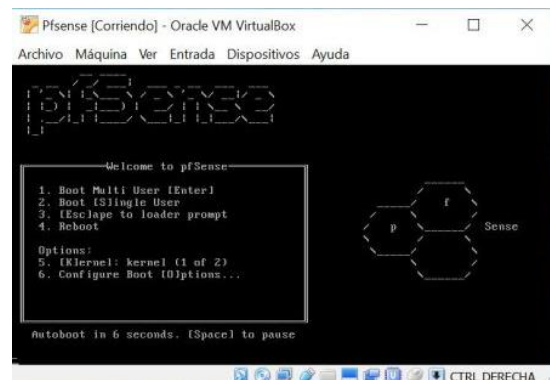 Pfsense [Corriendo] - Oracle VM VirtualBox
Archivo Máquina Ver Entrada Dispositivos Ayuda
pfSense
Welcome to pfSense
1. Boot Multi User [Enter]
2. Boot [S]ingle User
3. [Esc]ape to loader prompt
4. Reboot
Options:
5. [K]ernel: kernel (1 of 2)
6. Configure Boot [O]ptions...
f
p Sense
Autoboot in 6 seconds. [Space] to pause
CTRL DERECHA